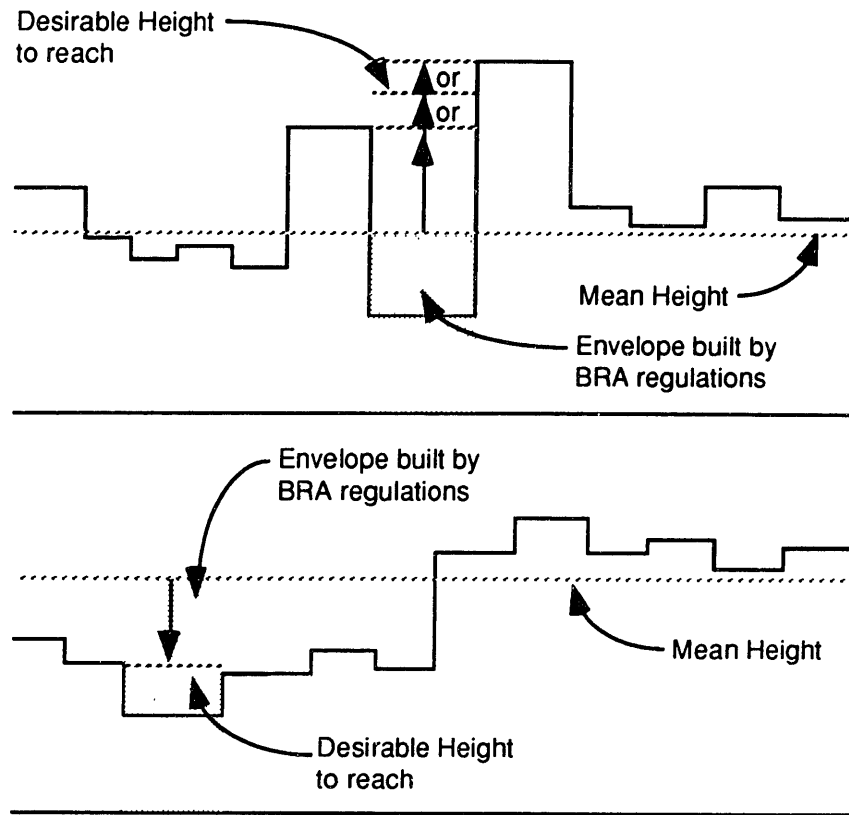 Desirable Height
to reach
or
or
Mean Height
Envelope built by
BRA regulations
Envelope built by
BRA regulations
Mean Height
Desirable Height
to reach